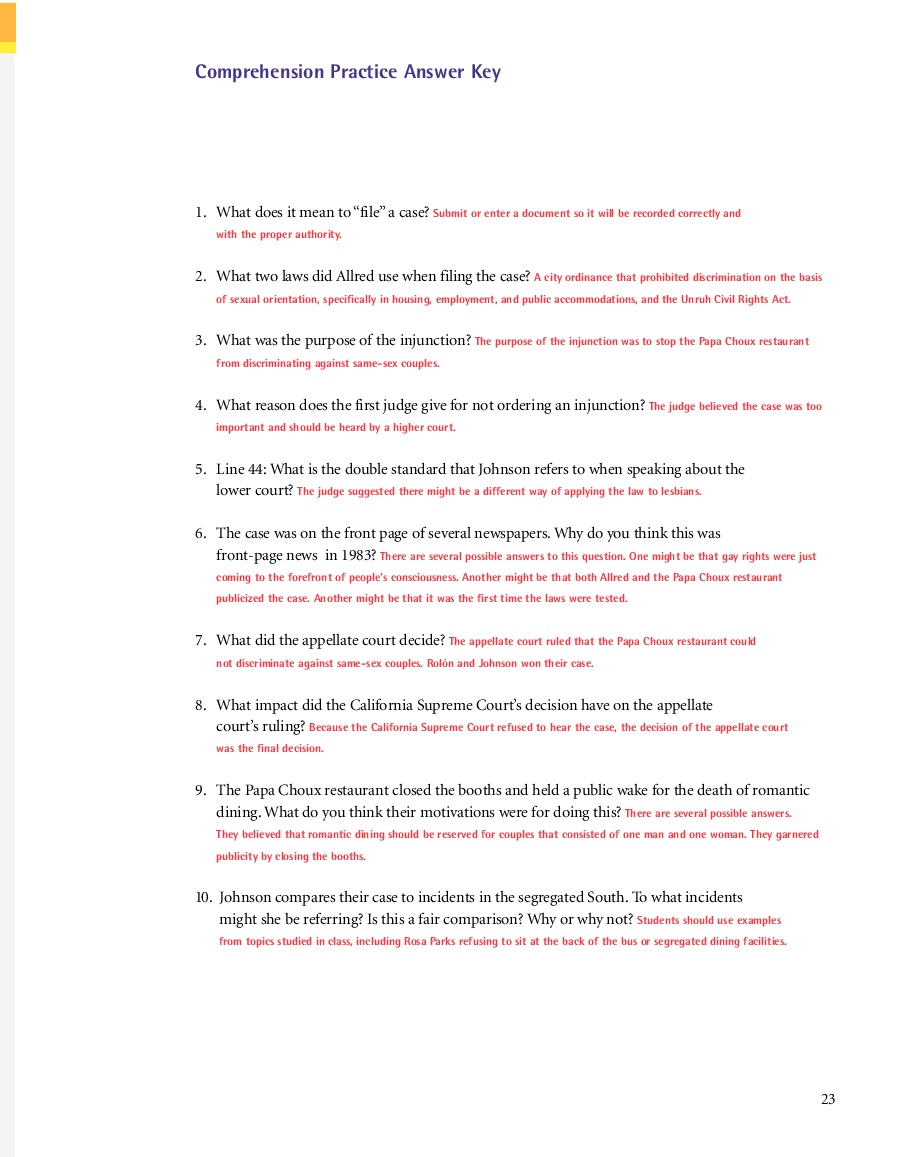 Comprehension Practice Answer Key
1. What does it mean to “file” a case? Submit or enter a document so it will be recorded correctly and
with the proper authority.
2. What two laws did Allred use when filing the case? A city ordinance that prohibited discrimination on the basis
of sexual orientation, specifically in housing, employment, and public accommodations, and the Unruh Civil Rights Act.
3. What was the purpose of the injunction? The purpose of the injunction was to stop the Papa Choux restaurant
from discriminating against same-sex couples.
4. What reason does the first judge give for not ordering an injunction? The judge believed the case was too
important and should be heard by a higher court.
5. Line 44: What is the double standard that Johnson refers to when speaking about the
lower court? The judge suggested there might be a different way of applying the law to lesbians.
6. The case was on the front page of several newspapers. Why do you think this was
front-page news in 1983? There are several possible answers to this question. One might be that gay rights were just
coming to the forefront of people's consciousness. Another might be that both Allred and the Papa Choux restaurant
publicized the case. Another might be that it was the first time the laws were tested.
7. What did the appellate court decide? The appellate court ruled that the Papa Choux restaurant could
not discriminate against same-sex couples. Rolón and Johnson won their case.
8. What impact did the California Supreme Court’s decision have on the appellate
court’s ruling? Because the California Supreme Court refused to hear the case, the decision of the appellate court
was the final decision.
9. The Papa Choux restaurant closed the booths and held a public wake for the death of romantic
dining. What do you think their motivations were for doing this? There are several possible answers.
They believed that romantic dining should be reserved for couples that consisted of one man and one woman. They garnered
publicity by closing the booths.
10. Johnson compares their case to incidents in the segregated South. To what incidents
might she be referring? Is this a fair comparison? Why or why not? Students should use examples
from topics studied in class, including Rosa Parks refusing to sit at the back of the bus or segregated dining facilities.
23